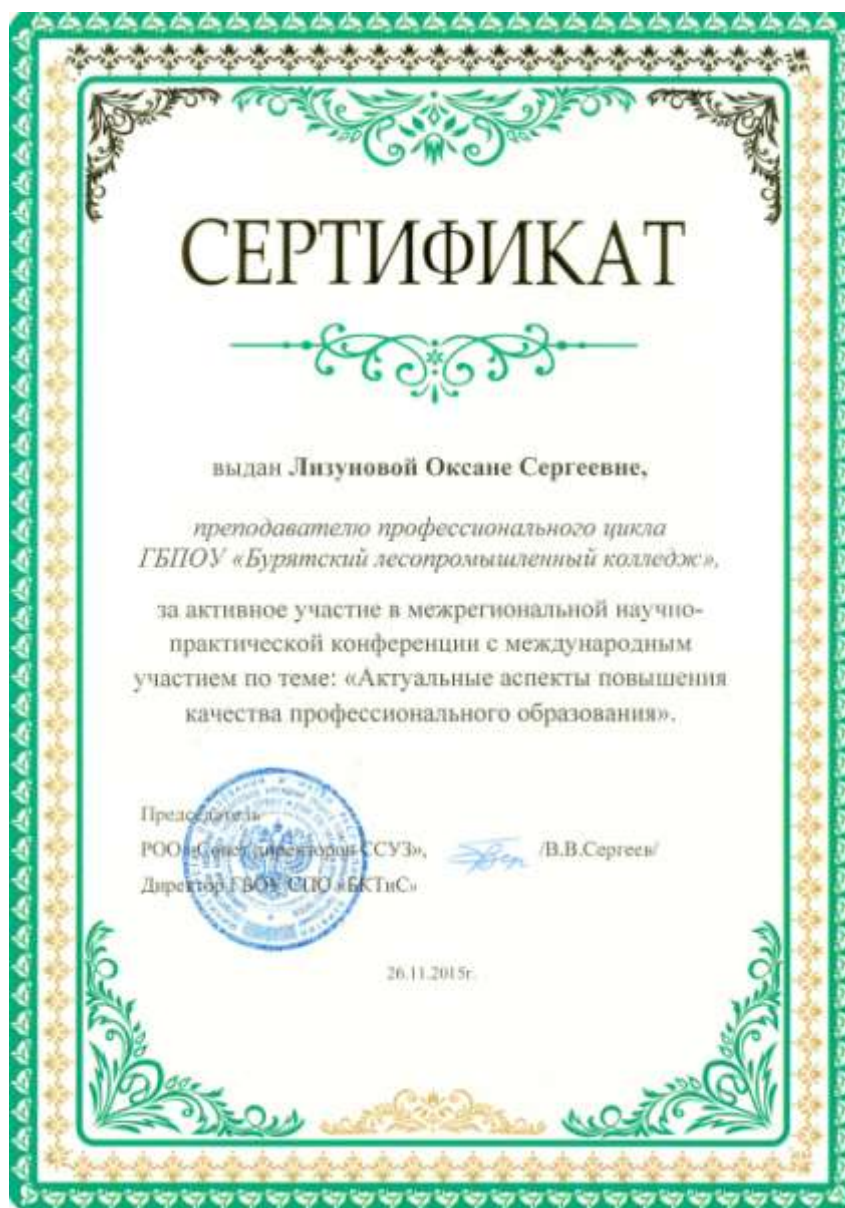 СЕРТИФИКАТ
выдан Лизуновой Оксане Сергеевне,
преподавателю профессионального цикла
ГБПОУ «Бурятский лесопромышленный колледж»,
за активное участие в межрегиональной научно-
практической конференции с международным
участием по теме: «Актуальные аспекты повышения
качества профессионального образования».
Председатель
РОО «Совет директоров ССУЗ», /В.В.Сергеев/
Директор ГБОУ СПО «БКТиС»
26.11.2015г.